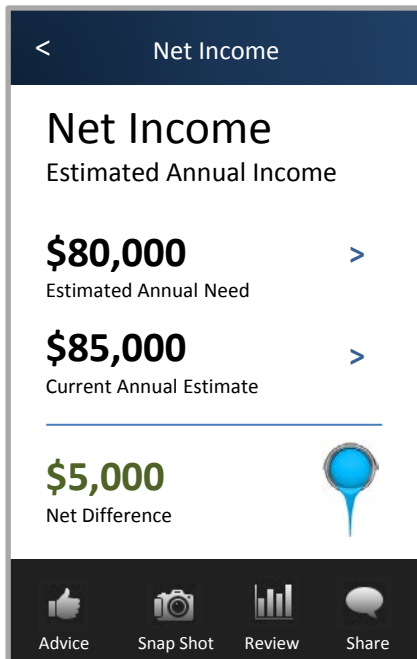 < Net Income
Net Income
Estimated Annual Income
$80,000 >
Estimated Annual Need
$85,000 >
Current Annual Estimate
$5,000
Net Difference
Advice Snap Shot Review Share